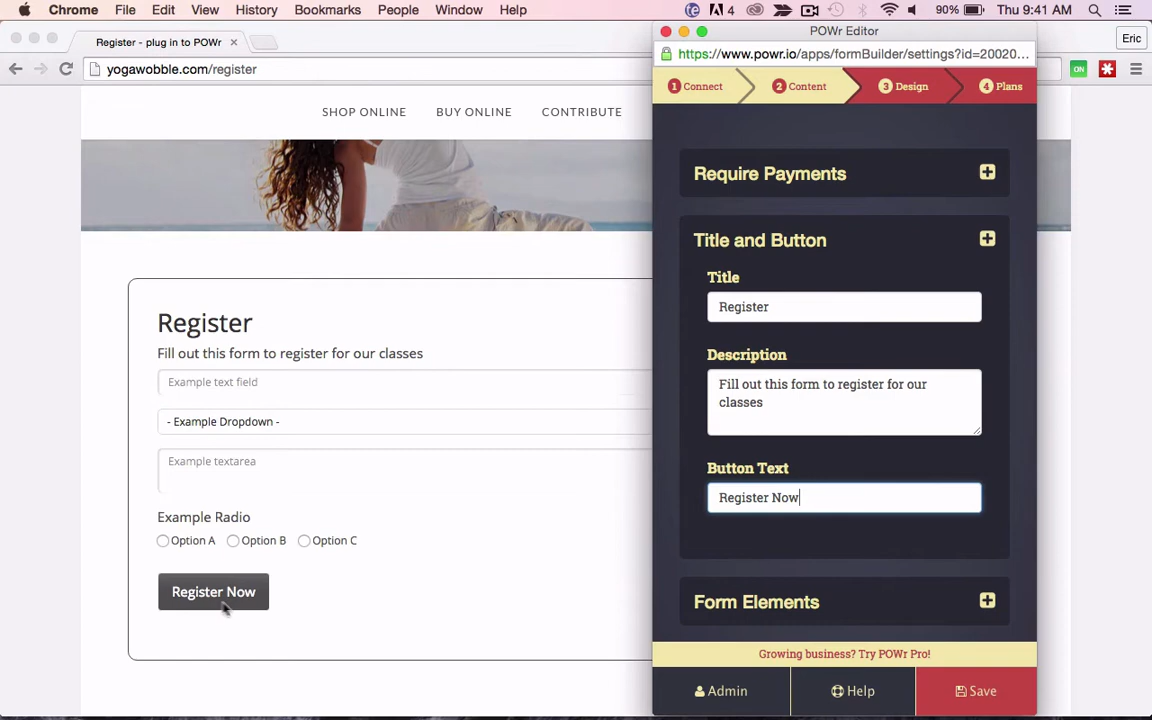 Chrome File Edit View History Bookmarks People Window Help 4 90% Thu 9:41 AM
Register - plug in to POWr × Eric
yogawobble.com/register ON
SHOP ONLINE BUY ONLINE CONTRIBUTE
Register
Fill out this form to register for our classes
Example text field
- Example Dropdown -
Example textarea
Example Radio
Option A Option B Option C
Register Now
POWr Editor
https://www.powr.io/apps/formBuilder/settings?id=20020...
1 Connect 2 Content 3 Design 4 Plans
Require Payments
Title and Button
Title
Register
Description
Fill out this form to register for our
classes
Button Text
Register Now
Form Elements
Growing business? Try POWr Pro!
Admin Help Save